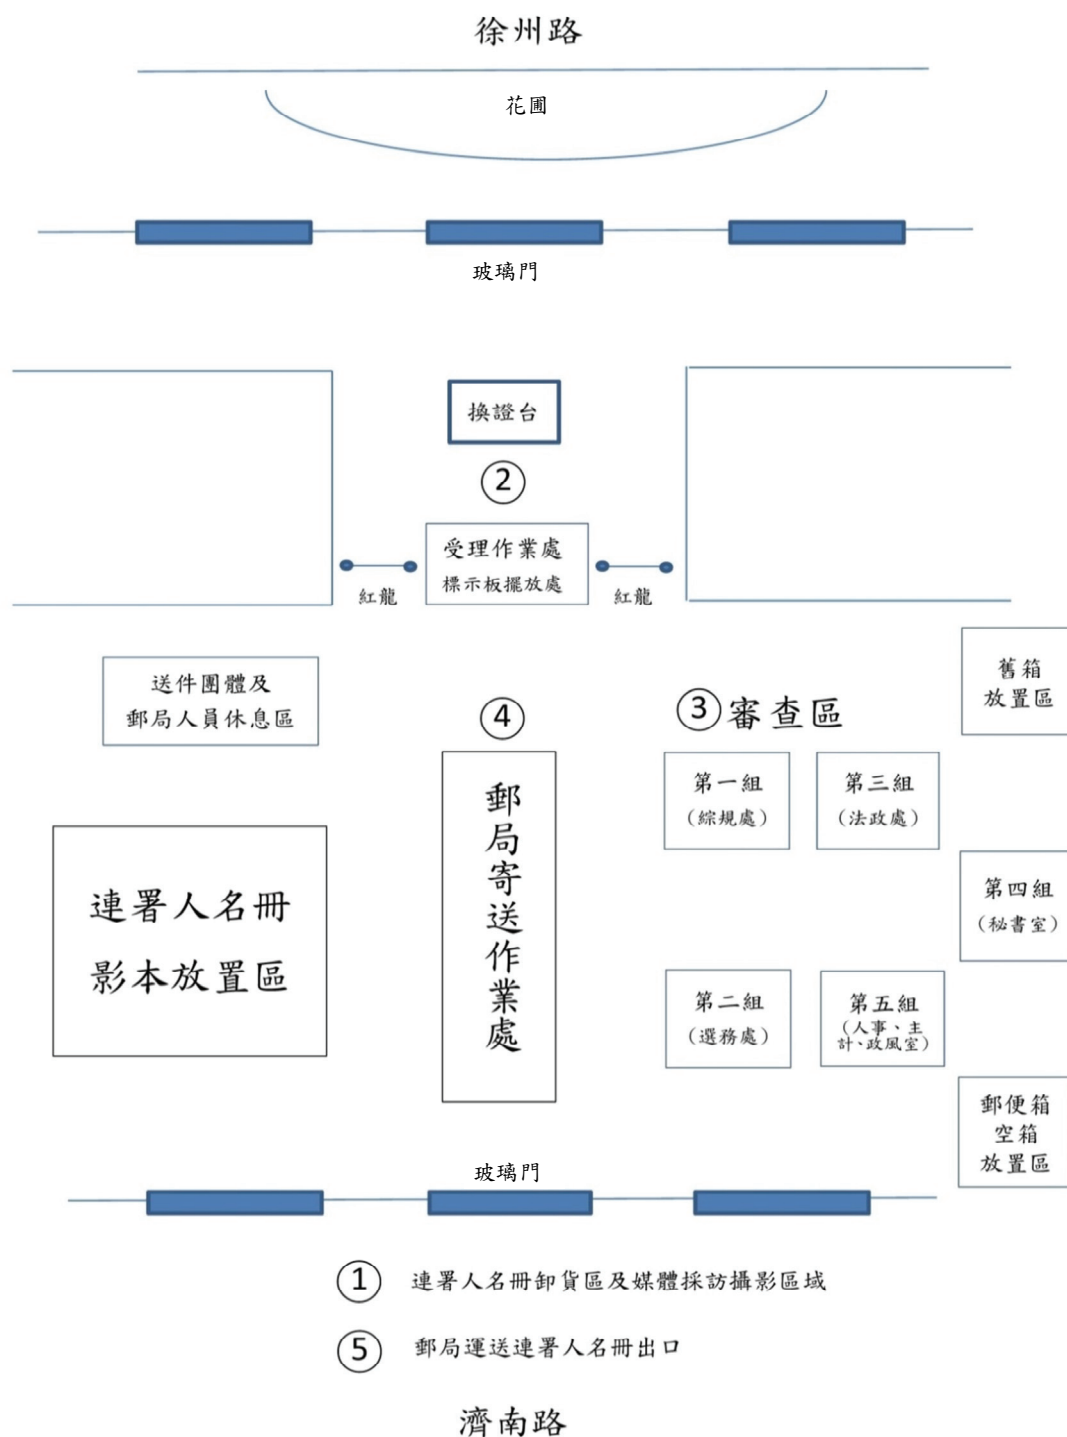 徐州路
花圃
玻璃門
換證台
②
受理作業處
標示板擺放處
紅龍
紅龍
送件團體及
郵局人員休息區
④
③審查區
舊箱
放置區
第一組
(綜規處)
第三組
(法政處)
郵局寄送作業處
連署人名冊
影本放置區
第四組
(秘書室)
第二組
(選務處)
第五組
(人事、主
計、政風室)
郵便箱
空箱
放置區
玻璃門
① 連署人名冊卸貨區及媒體採訪攝影區域
⑤ 郵局運送連署人名冊出口
濟南路